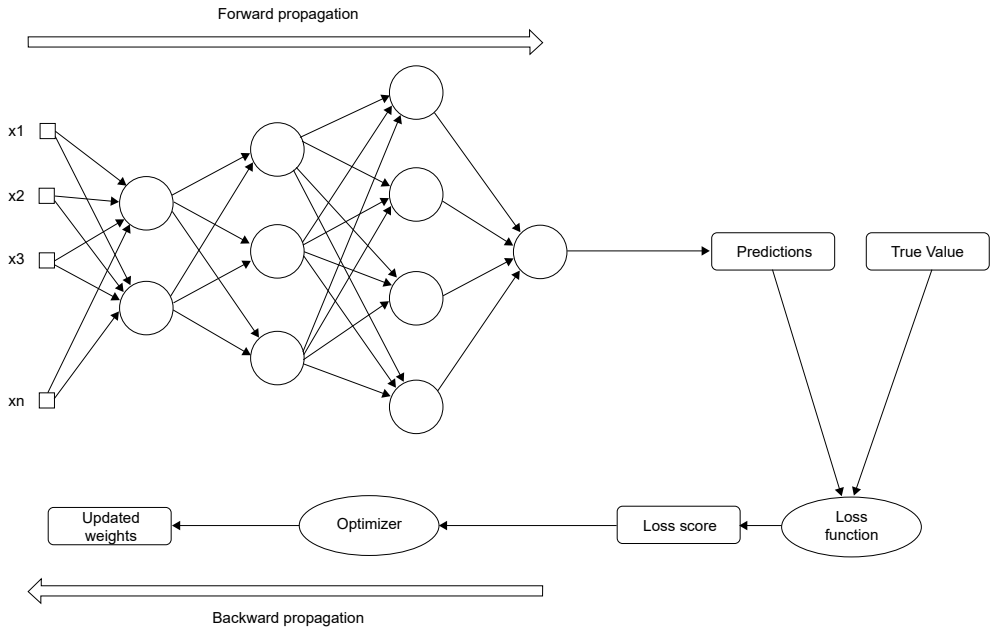 Forward propagation
x1
x2
x3
xn
Predictions
True Value
Updated
weights
Optimizer
Loss score
Loss
function
Backward propagation